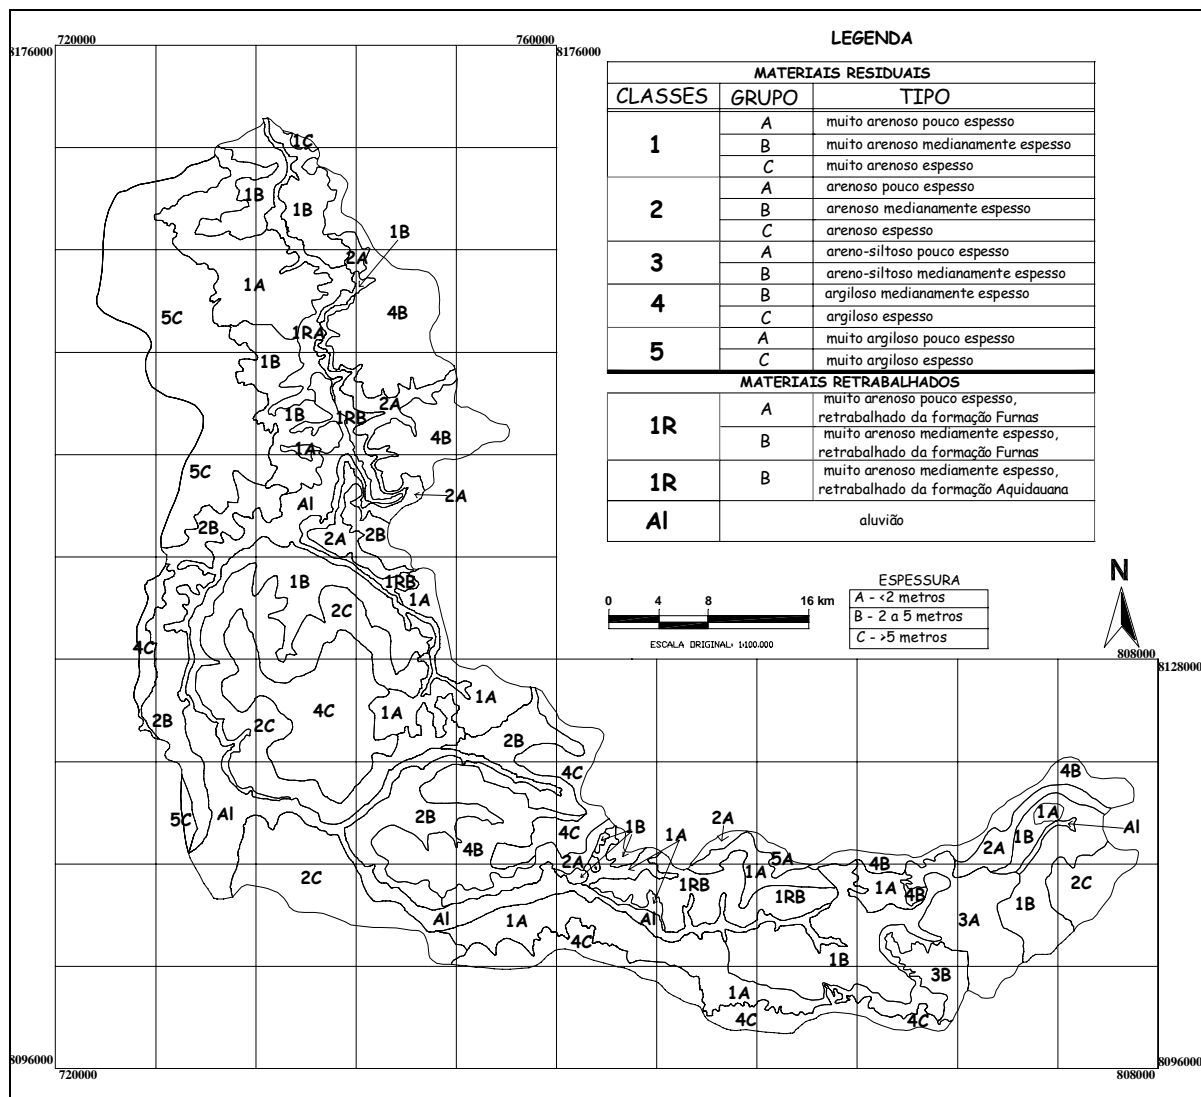 720000
760000
8176000
8176000
LEGENDA
MATERIAIS RESIDUAIS
CLASSES GRUPO TIPO
1
A muito arenoso pouco espesso
B muito arenoso medianamente espesso
C muito arenoso espesso
2
A arenoso pouco espesso
B arenoso medianamente espesso
C arenoso espesso
3
A areno-siltoso pouco espesso
B areno-siltoso medianamente espesso
4
B argiloso medianamente espesso
C argiloso espesso
5
A muito argiloso pouco espesso
C muito argiloso espesso
MATERIAIS RETRABALHADOS
1R
A muito arenoso pouco espesso,
retrabalhado da formação Furnas
B muito arenoso mediamente espesso,
retrabalhado da formação Furnas
1R
B muito arenoso mediamente espesso,
retrabalhado da formação Aquidauana
Al aluvião
N
ESPESSURA
A - <2 metros
B - 2 a 5 metros
C - >5 metros
0 4 8 16 km
ESCALA ORIGINAL: 1:100.000
808000
8128000
1C
1B
1B
1B
2A
1A
5C
4B
1RA
1B
2A
1B
1RB
4B
1A
5C
2A
Al
2B
2A
2B
1B
1RB
1A
2C
4C
1A
4C
1A
2B
2C
2B
4C
4B
1A
5C
Al
2B
4C
1B
1A
2A
Al
1B
2A
4B
2A
5A
4B
2C
1A
1RB
1A
4B
2C
1RB
1B
Al
1A
Al
3A
4C
1B
3B
1A
4C
4C
8096000
720000
808000
8096000